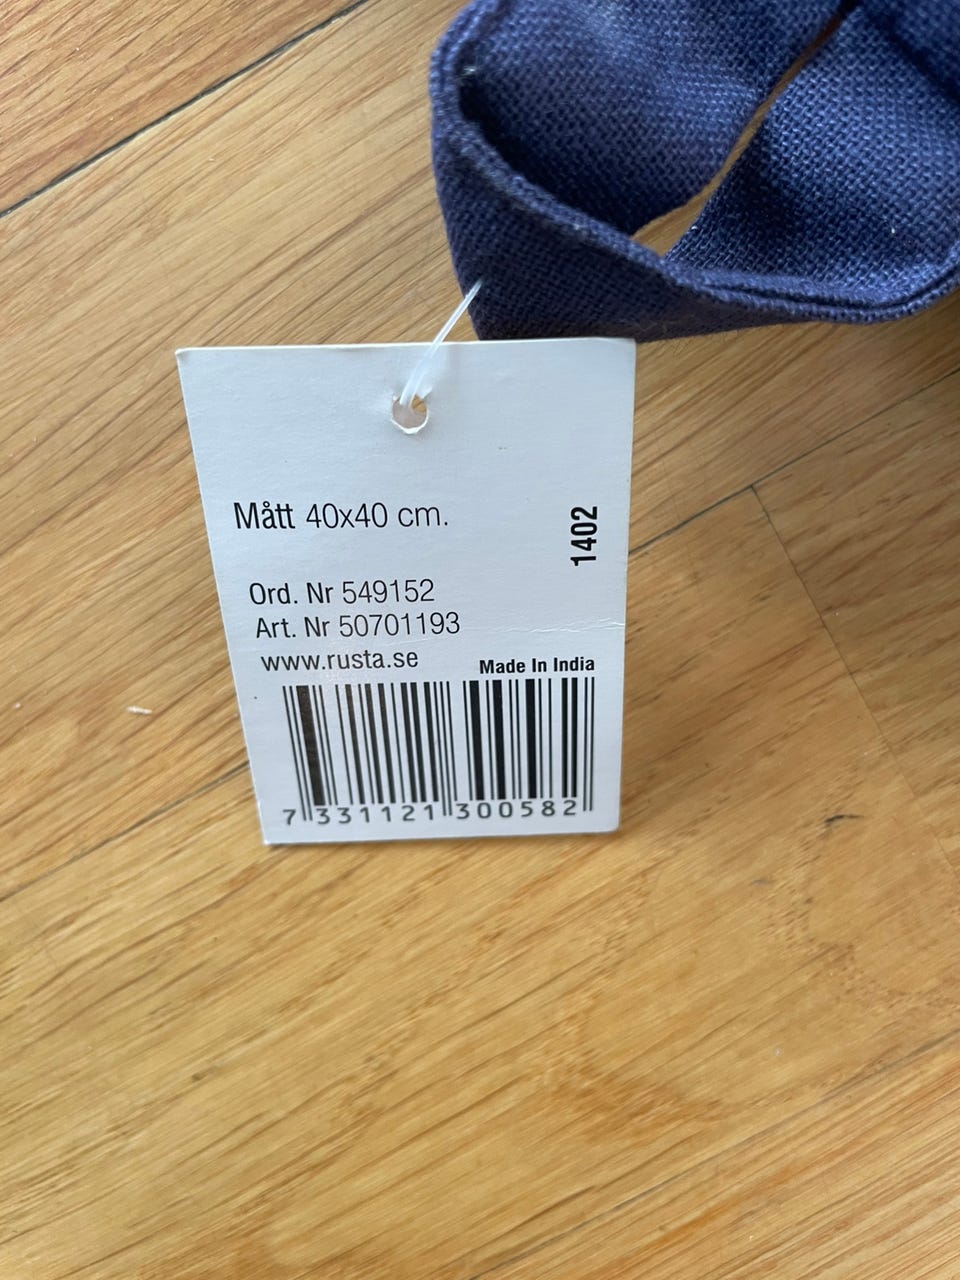 Mått 40x40 cm.
1402
Ord. Nr 549152
Art. Nr 50701193
www.rusta.se
Made In India
7 331121 300582